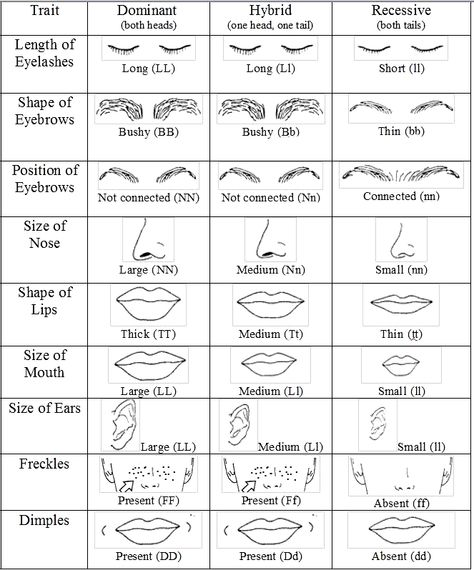 Trait Dominant Hybrid Recessive
(both heads) (one head, one tail) (both tails)
Length of
Eyelashes
Long (LL) Long (Ll) Short (ll)
Shape of
Eyebrows
Bushy (BB) Bushy (Bb) Thin (bb)
Position of
Eyebrows
Not connected (NN) Not connected (Nn) Connected (nn)
Size of
Nose
Large (NN) Medium (Nn) Small (nn)
Shape of
Lips
Thick (TT) Medium (Tt) Thin (tt)
Size of
Mouth
Large (LL) Medium (Ll) Small (ll)
Size of Ears
Large (LL) Medium (Ll) Small (ll)
Freckles
Present (FF) Present (Ff) Absent (ff)
Dimples
Present (DD) Present (Dd) Absent (dd)